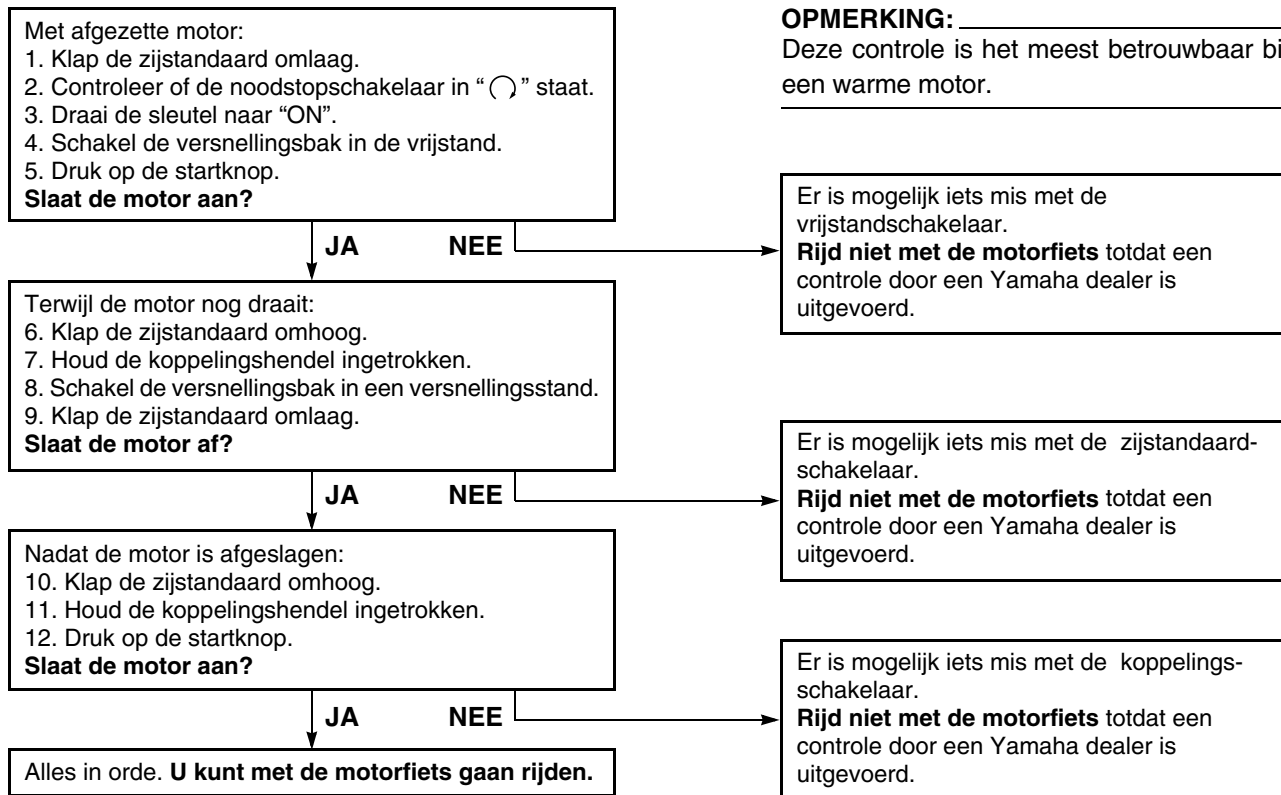 Met afgezette motor:
1. Klap de zijstandaard omlaag.
2. Controleer of de noodstopschakelaar in “ ” staat.
3. Draai de sleutel naar “ON”.
4. Schakel de versnellingsbak in de vrijstand.
5. Druk op de startknop.
Slaat de motor aan?
OPMERKING:
Deze controle is het meest betrouwbaar bi
een warme motor.
JA NEE
Er is mogelijk iets mis met de
vrijstandschakelaar.
Rijd niet met de motorfiets totdat een
controle door een Yamaha dealer is
uitgevoerd.
Terwijl de motor nog draait:
6. Klap de zijstandaard omhoog.
7. Houd de koppelingshendel ingetrokken.
8. Schakel de versnellingsbak in een versnellingsstand.
9. Klap de zijstandaard omlaag.
Slaat de motor af?
JA NEE
Er is mogelijk iets mis met de zijstandaard-
schakelaar.
Rijd niet met de motorfiets totdat een
controle door een Yamaha dealer is
uitgevoerd.
Nadat de motor is afgeslagen:
10. Klap de zijstandaard omhoog.
11. Houd de koppelingshendel ingetrokken.
12. Druk op de startknop.
Slaat de motor aan?
JA NEE
Er is mogelijk iets mis met de koppelings-
schakelaar.
Rijd niet met de motorfiets totdat een
controle door een Yamaha dealer is
uitgevoerd.
Alles in orde. U kunt met de motorfiets gaan rijden.